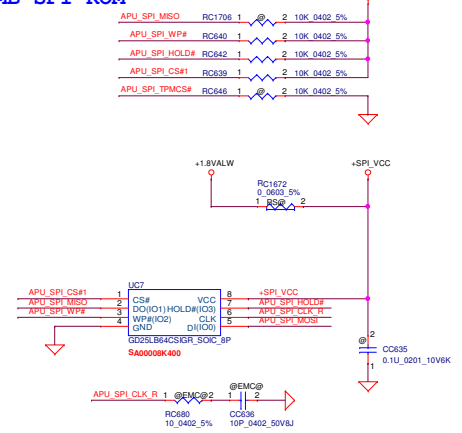 APU_SPI_MISO RC1706 1 @ 2 10K_0402_5%
APU_SPI_WP# RC640 1 2 10K_0402_5%
APU_SPI_HOLD# RC642 1 2 10K_0402_5%
APU_SPI_CS#1 RC639 1 2 10K_0402_5%
APU_SPI_TPMCS# RC646 1 @ 2 10K_0402_5%
+1.8VALW +SPI_VCC
RC1672
0_0603_5%
1 RS@ 2
UC7
APU_SPI_CS#1 1 CS# VCC 8 +SPI_VCC
APU_SPI_MISO 2 DO(IO1) HOLD#(IO3) 7 APU_SPI_HOLD#
APU_SPI_WP# 3 WP#(IO2) CLK 6 APU_SPI_CLK_R
4 GND DI(IO0) 5 APU_SPI_MOSI
GD25LB64CSIGR_SOIC_8P
SA00008K400
@ 2
CC635
0.1U_0201_10V6K
1
@EMC@
APU_SPI_CLK_R 1 @EMC@ 2 1 2
RC680 CC636
10_0402_5% 10P_0402_50V8J